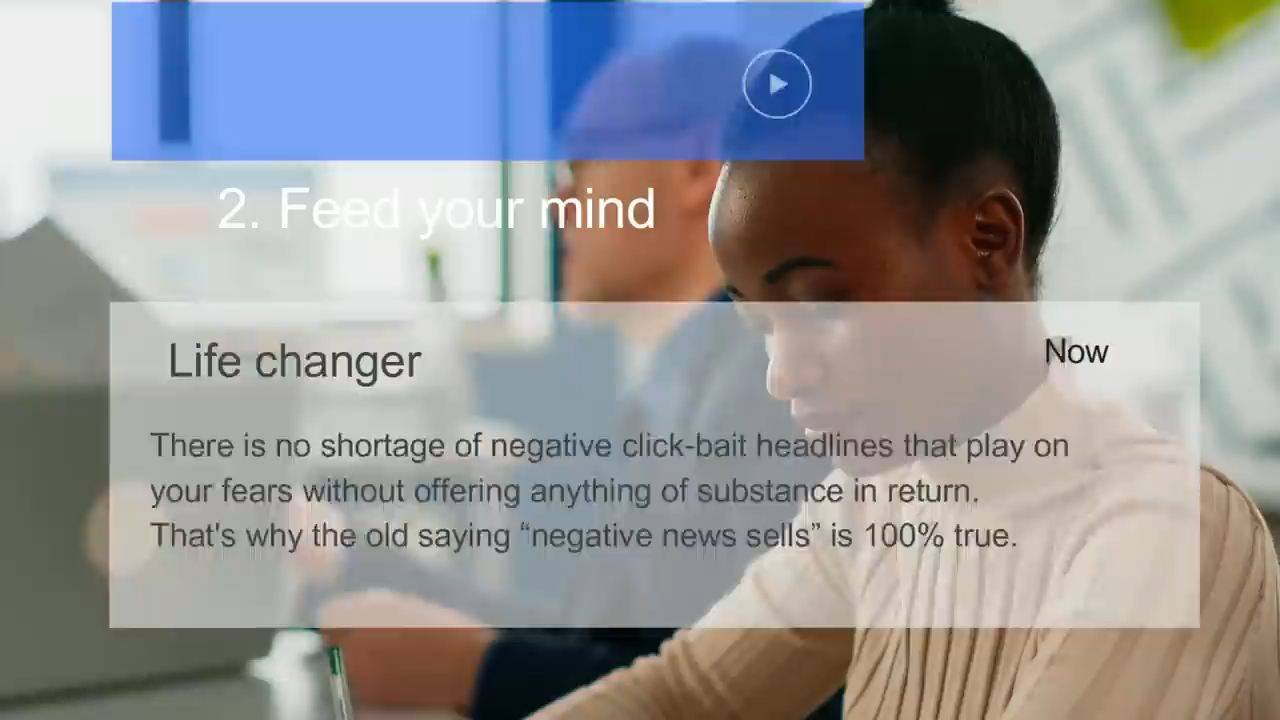 2. Feed your mind
Life changer
Now
There is no shortage of negative click-bait headlines that play on
your fears without offering anything of substance in return.
That's why the old saying “negative news sells” is 100% true.